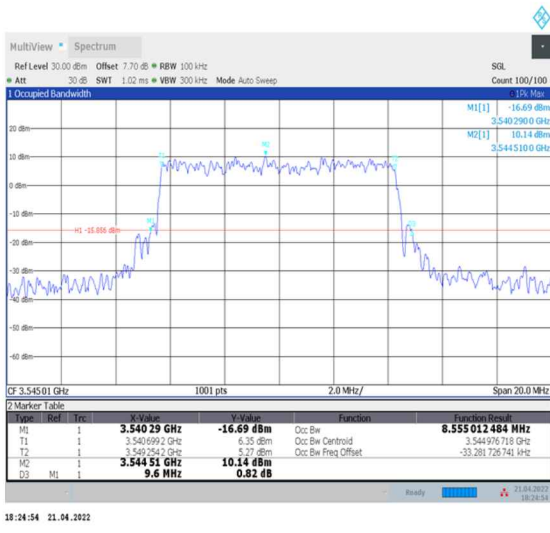 MultiView Spectrum
Ref Level 30.00 dBm Offset 7.70 dB RBW 100 kHz SGL
Att 30 dB SWT 1.02 ms VBW 300 kHz Mode Auto Sweep Count 100/100
1 Occupied Bandwidth 1Pk Max
M1[1] -16.69 dBm
3.5402900 GHz
M2[1] 10.14 dBm
3.5445100 GHz
20 dBm
M2
10 dBm
T1
0 dBm
-10 dBm
M1
H1 -15.856 dBm
-20 dBm
-30 dBm
-40 dBm
-50 dBm
-60 dBm
CF 3.54501 GHz 1001 pts 2.0 MHz/ Span 20.0 MHz
2 Marker Table
Type Ref Trc X-Value Y-Value Function Function Result
M1 1 3.540 29 GHz -16.69 dBm Occ Bw 8.555 012 484 MHz
T1 1 3.540 699 2 GHz 6.35 dBm Occ Bw Centroid 3.544 976 718 GHz
T2 1 3.549 254 2 GHz 5.27 dBm Occ Bw Freq Offset -33.281 726 741 kHz
M2 1 3.544 51 GHz 10.14 dBm
D3 M1 1 9.6 MHz 0.82 dB
Ready 21.04.2022
18:24:54
18:24:54 21.04.2022